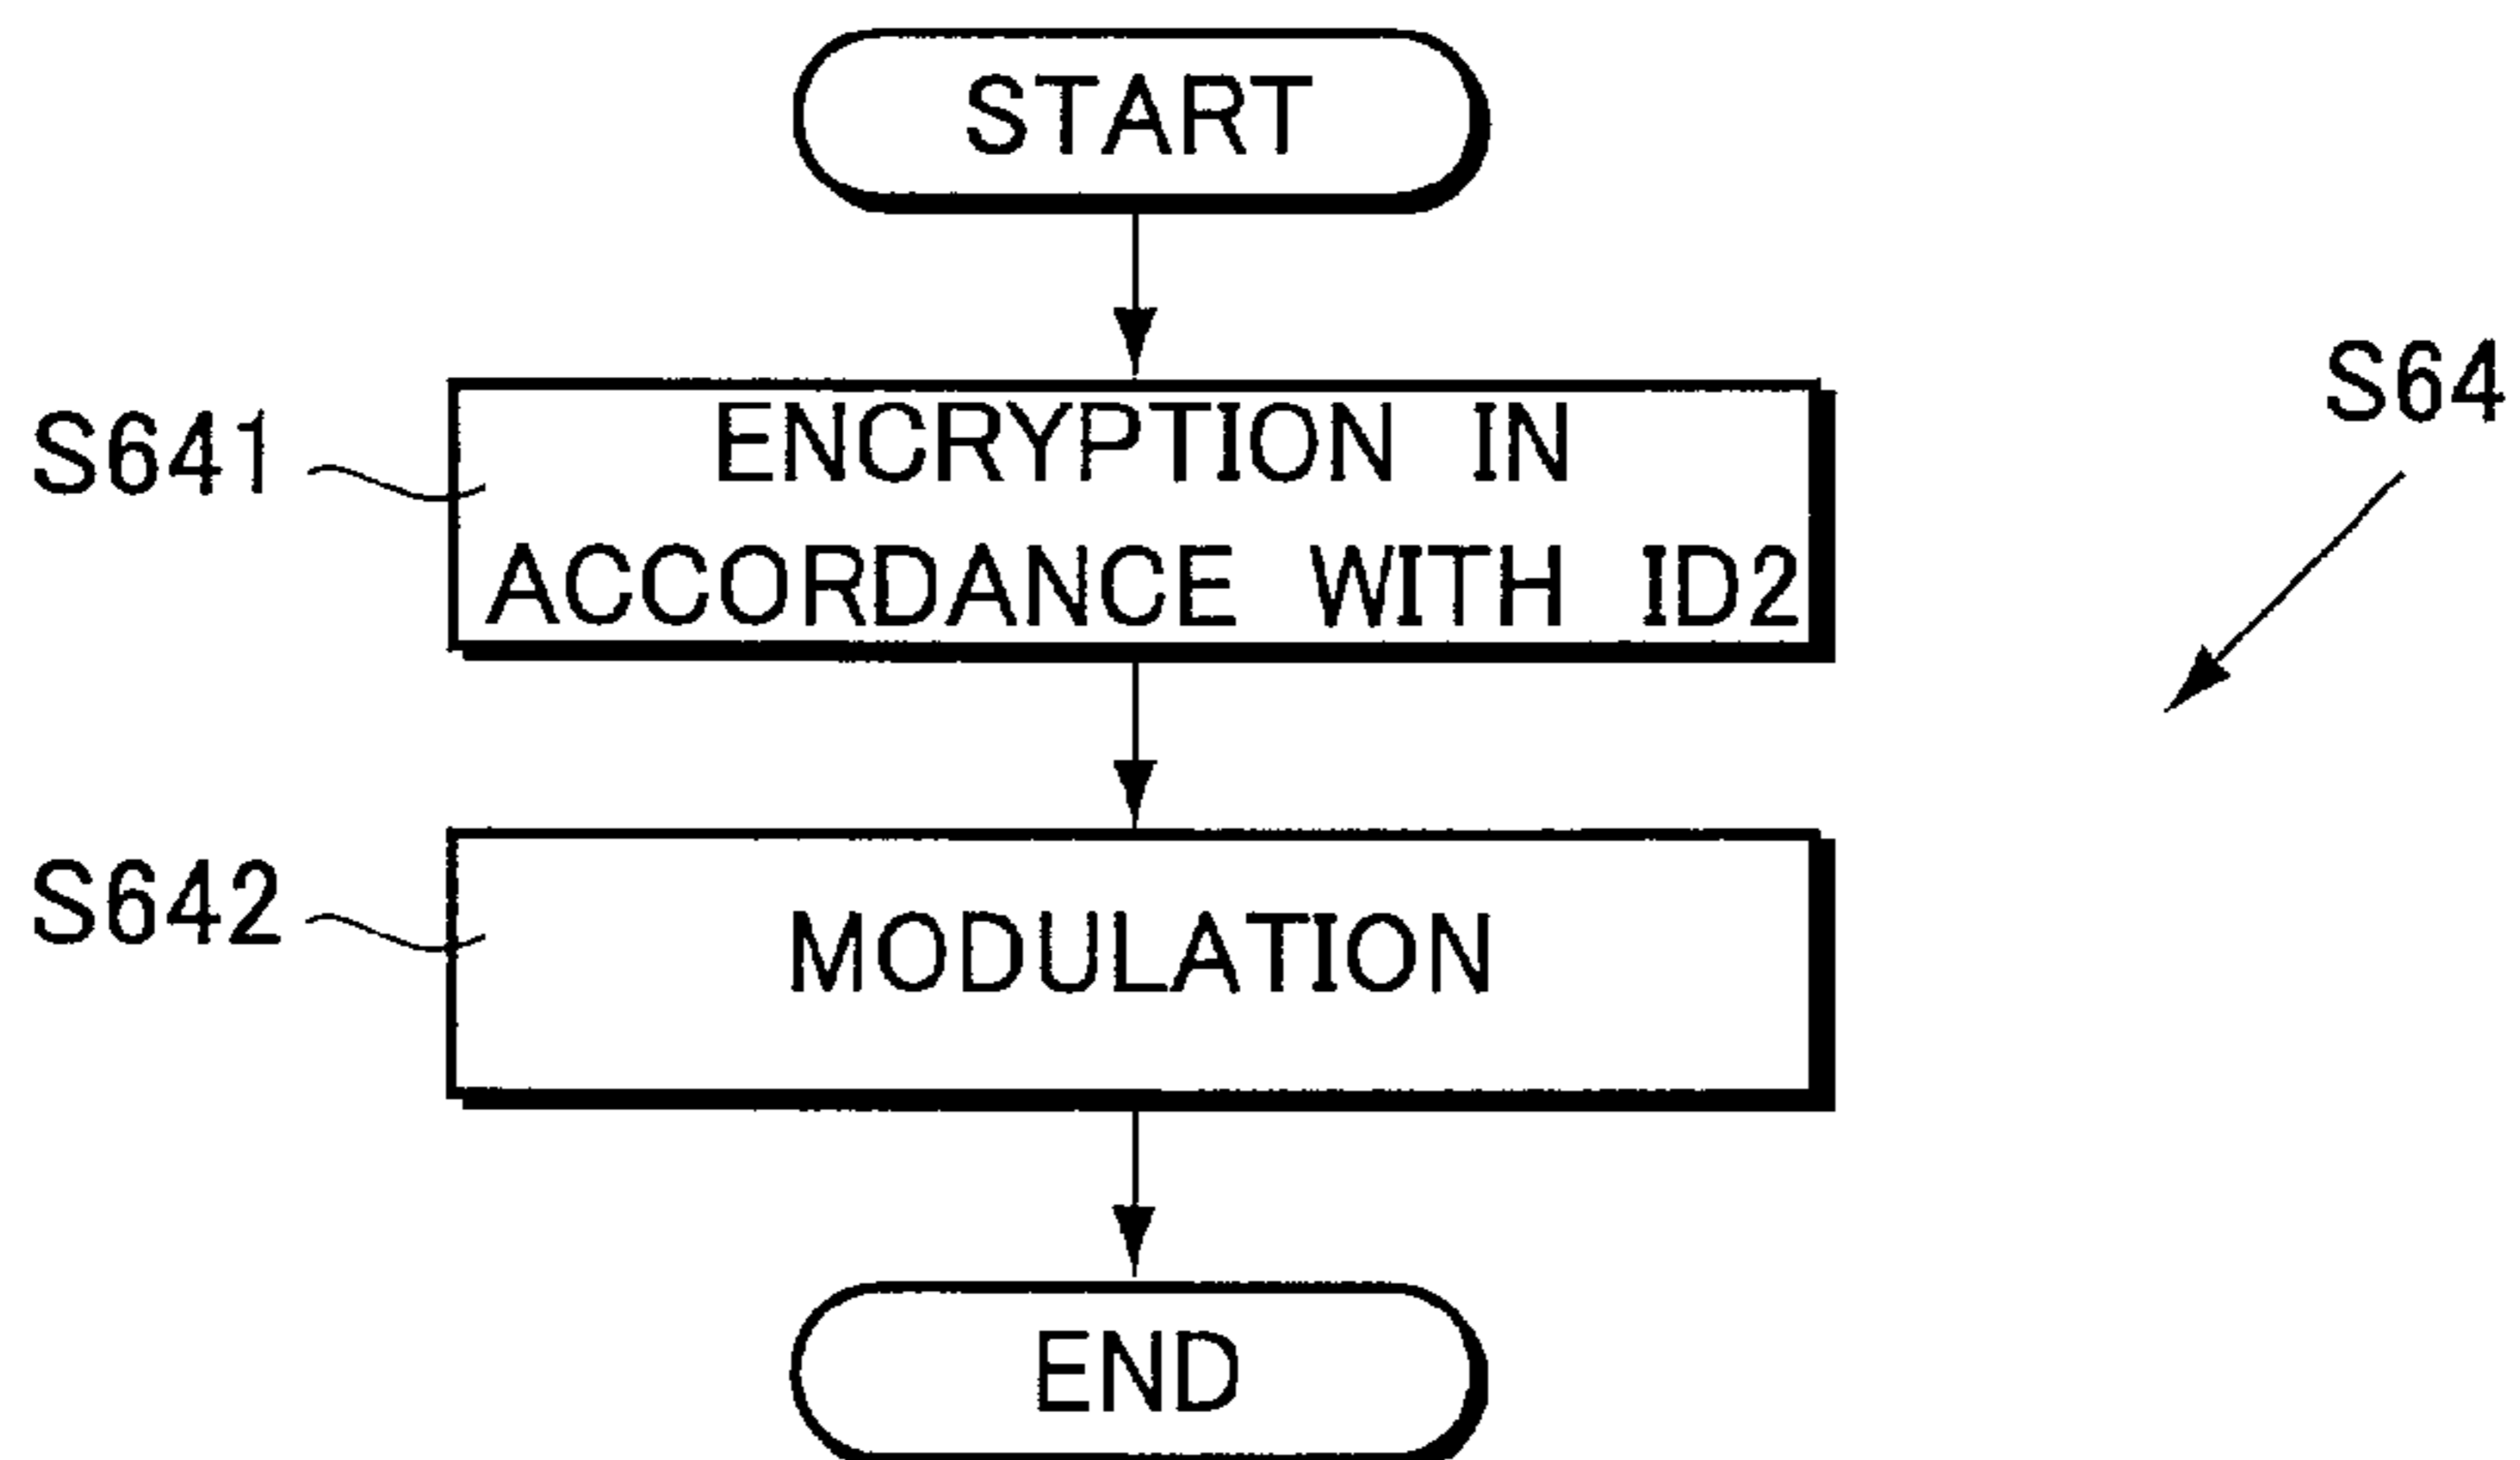 START
S64
S641
ENCRYPTION IN
ACCORDANCE WITH ID2
S642
MODULATION
END